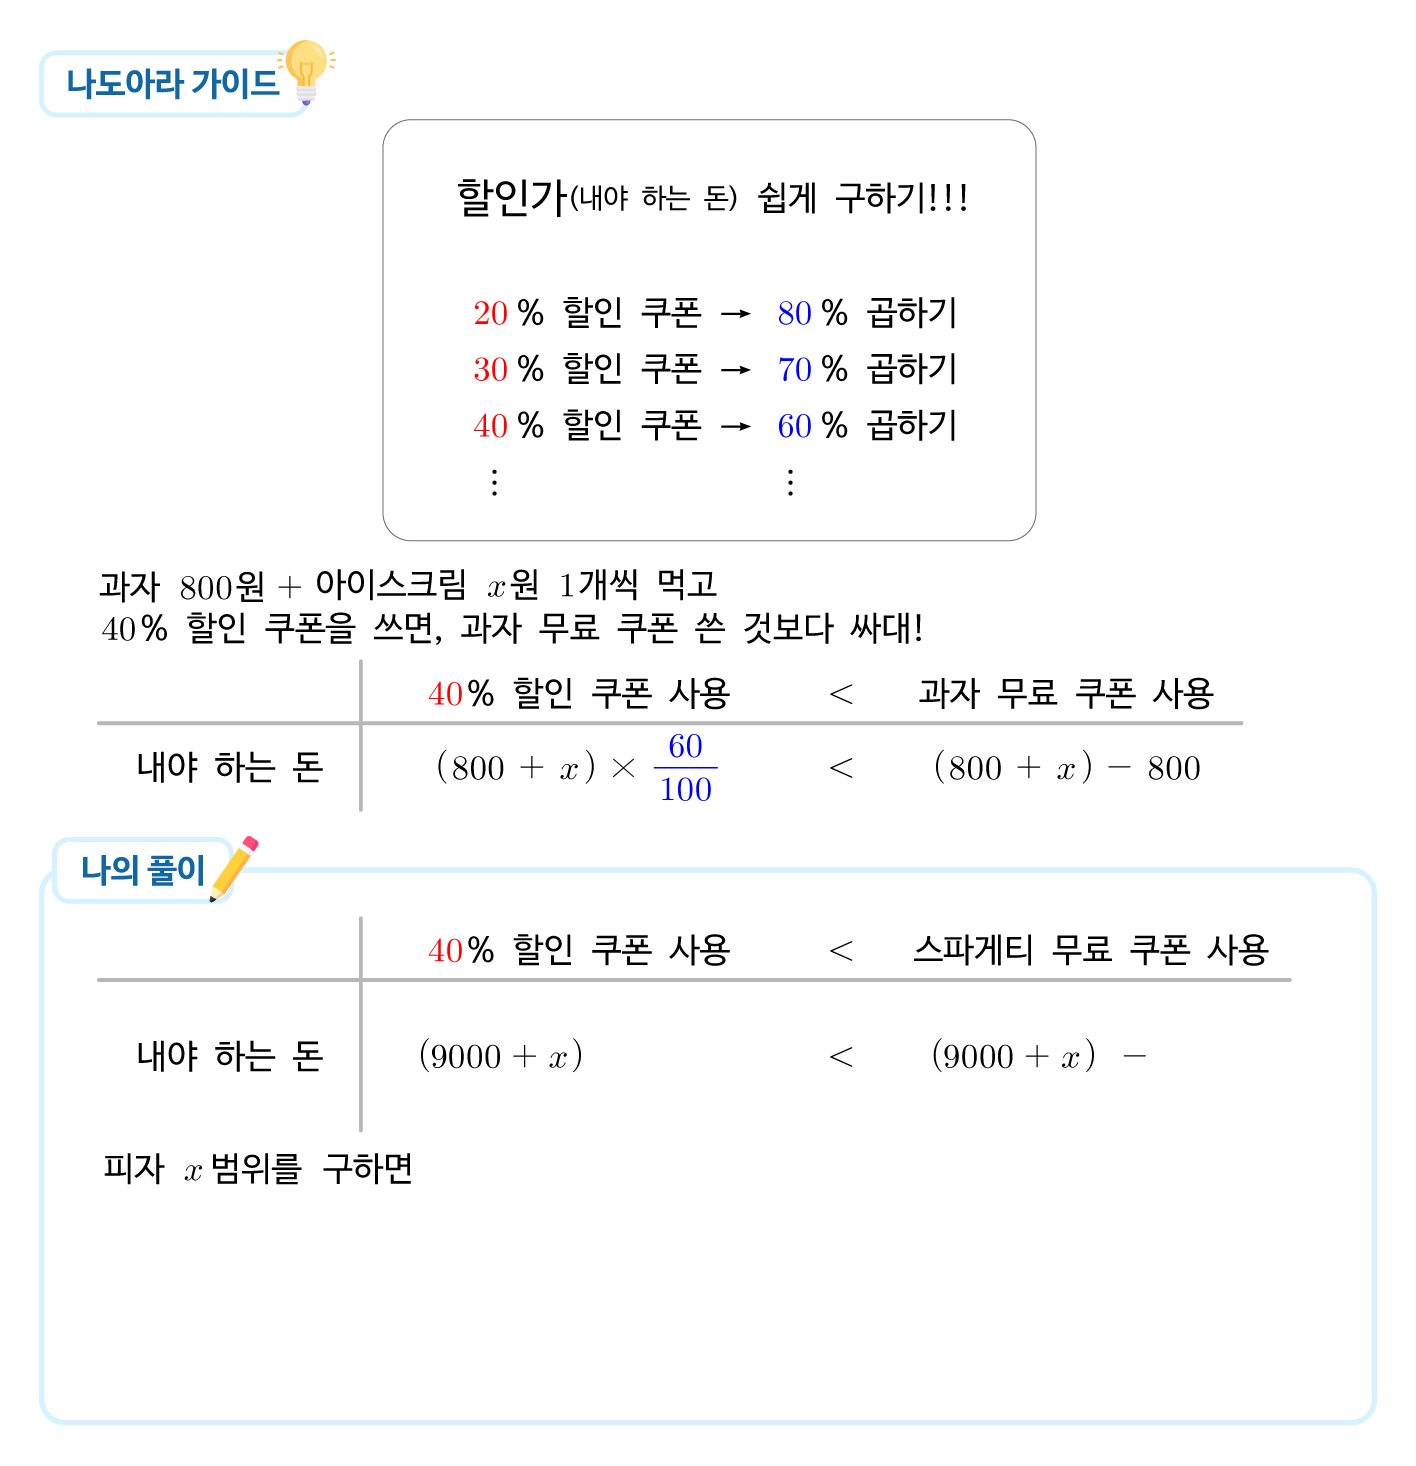 나도아라 가이드
할인가(내야 하는 돈) 쉽게 구하기!!!
20% 할인 쿠폰 → 80% 곱하기
30% 할인 쿠폰 → 70% 곱하기
40% 할인 쿠폰 → 60% 곱하기
⋮ ⋮
과자 800원 + 아이스크림 x원 1개씩 먹고
40% 할인 쿠폰을 쓰면, 과자 무료 쿠폰 쓴 것보다 싸대!
40% 할인 쿠폰 사용 < 과자 무료 쿠폰 사용
내야 하는 돈 (800 + x) × 60/100 < (800 + x) − 800
나의 풀이
40% 할인 쿠폰 사용 < 스파게티 무료 쿠폰 사용
내야 하는 돈 (9000 + x) < (9000 + x) −
피자 x 범위를 구하면